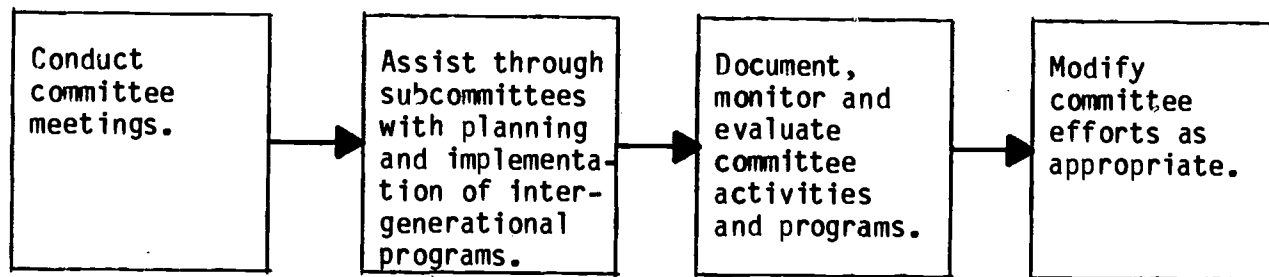 Conduct
committee
meetings.
Assist through
subcommittees
with planning
and implementa-
tion of inter-
generational
programs.
Document,
monitor and
evaluate
committee
activities
and programs.
Modify
committee
efforts as
appropriate.